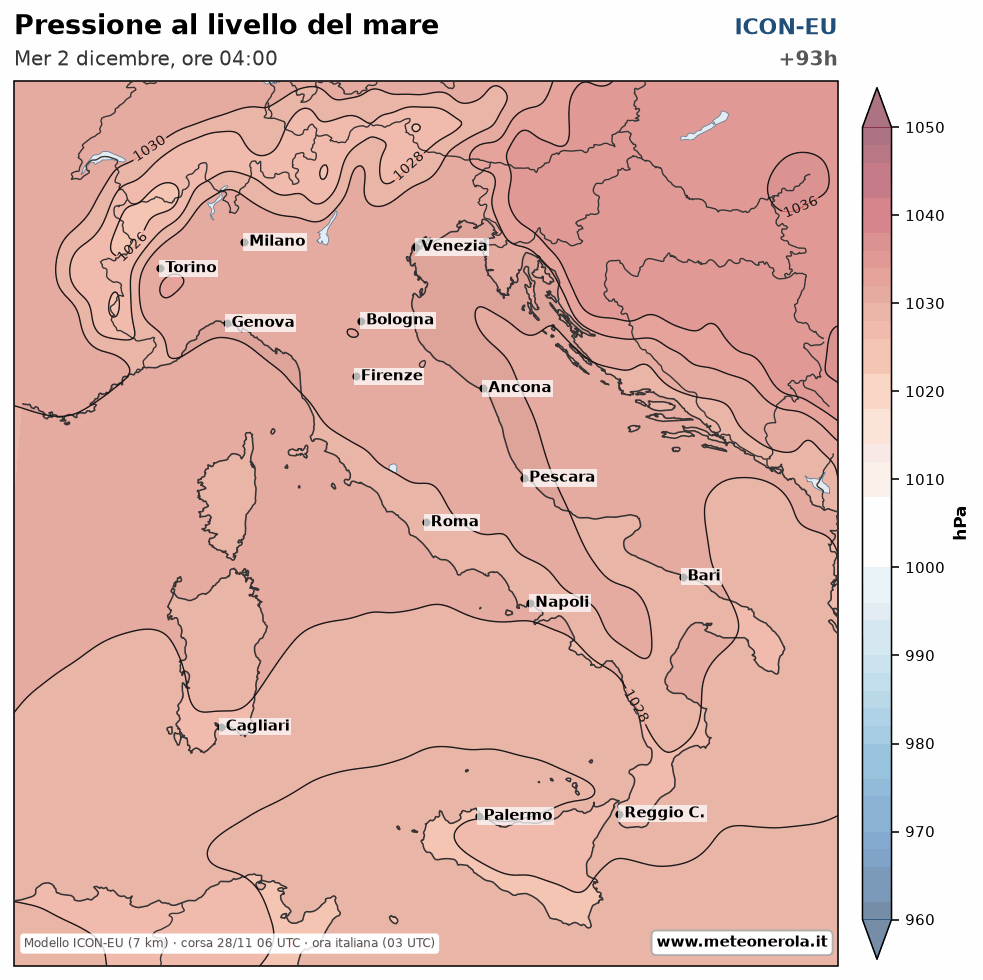 Pressione al livello del mare
ICON-EU
Mer 2 dicembre, ore 04:00
+93h
1030
1028
1036
1026
Milano
Venezia
Torino
Genova
Bologna
Firenze
Ancona
Pescara
Roma
Bari
Napoli
1028
Cagliari
Palermo
Reggio C.
1050
1040
1030
1020
1010
1000
990
980
970
960
hPa
Modello ICON-EU (7 km) · corsa 28/11 06 UTC · ora italiana (03 UTC)
www.meteonerola.it